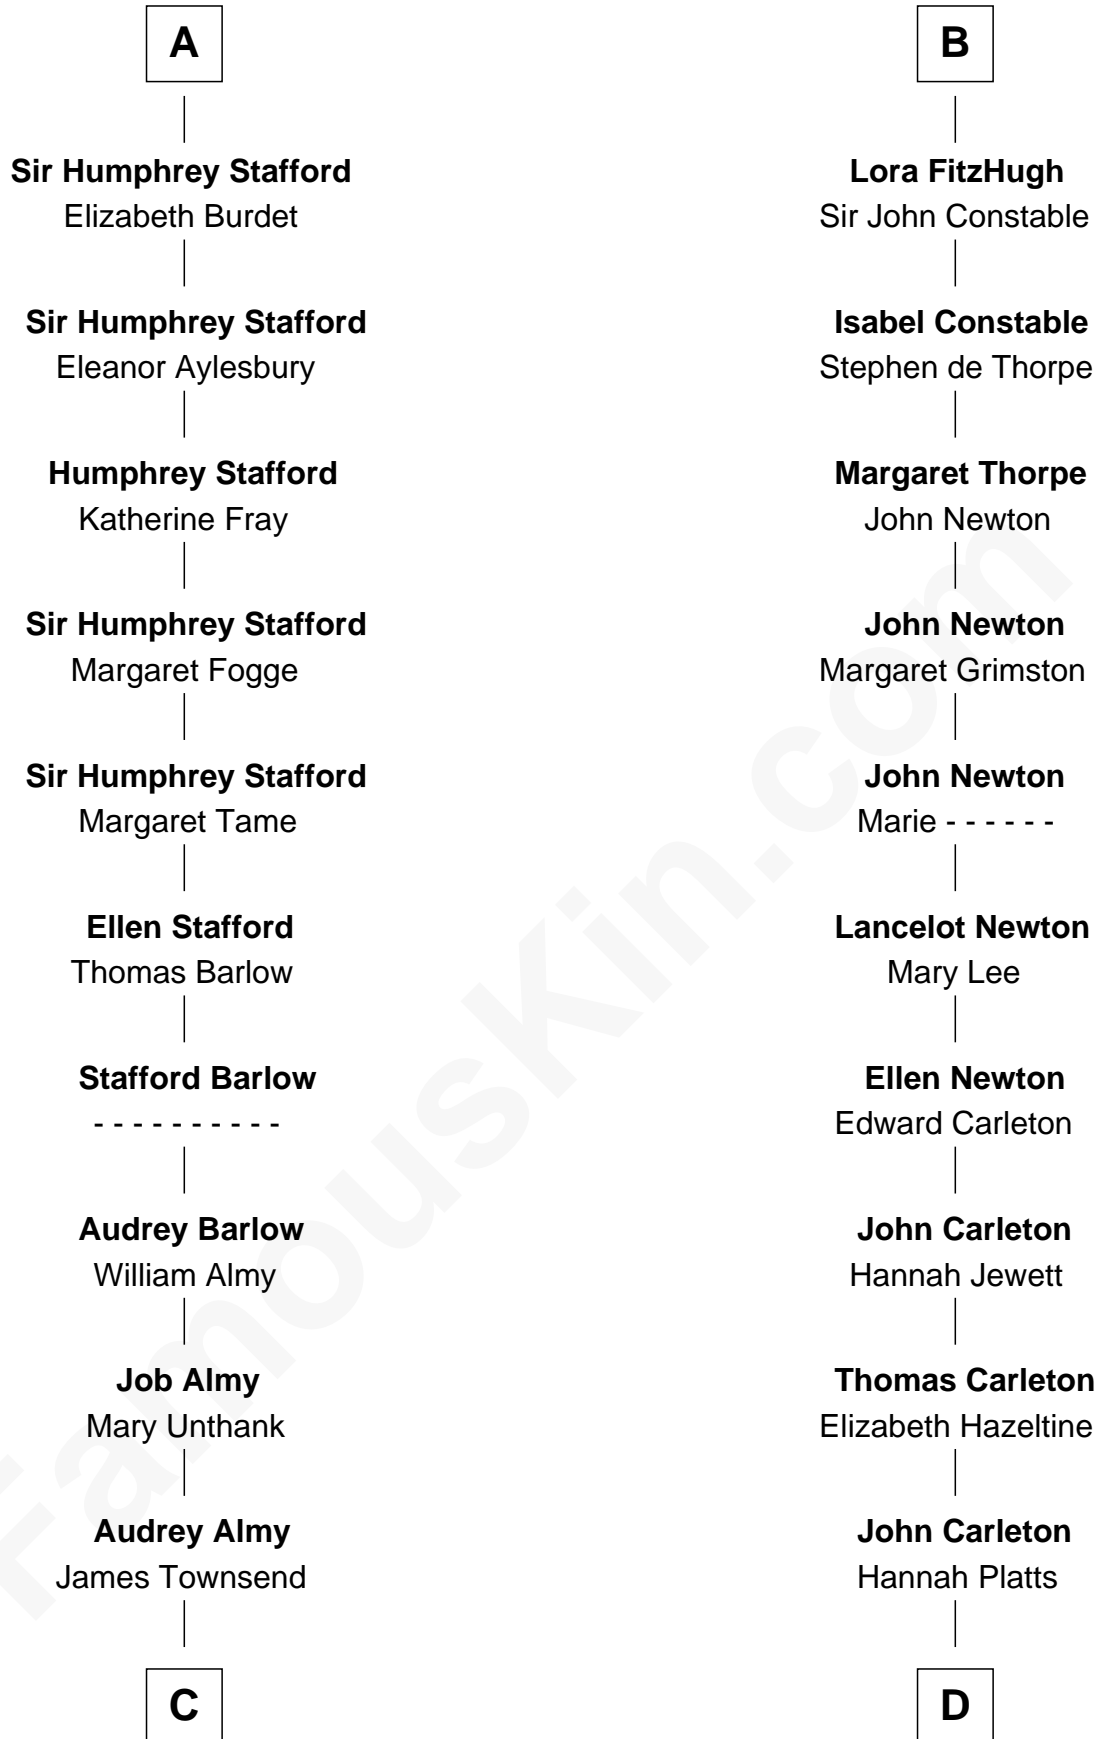 A
Sir Humphrey Stafford
Elizabeth Burdet
Sir Humphrey Stafford
Eleanor Aylesbury
Humphrey Stafford
Katherine Fray
Sir Humphrey Stafford
Margaret Fogge
Sir Humphrey Stafford
Margaret Tame
Ellen Stafford
Thomas Barlow
Stafford Barlow
- - - - - - - - - -
Audrey Barlow
William Almy
Job Almy
Mary Unthank
Audrey Almy
James Townsend
C
B
Lora FitzHugh
Sir John Constable
Isabel Constable
Stephen de Thorpe
Margaret Thorpe
John Newton
John Newton
Margaret Grimston
John Newton
Marie - - - - - -
Lancelot Newton
Mary Lee
Ellen Newton
Edward Carleton
John Carleton
Hannah Jewett
Thomas Carleton
Elizabeth Hazeltine
John Carleton
Hannah Platts
D
FamousKin.com